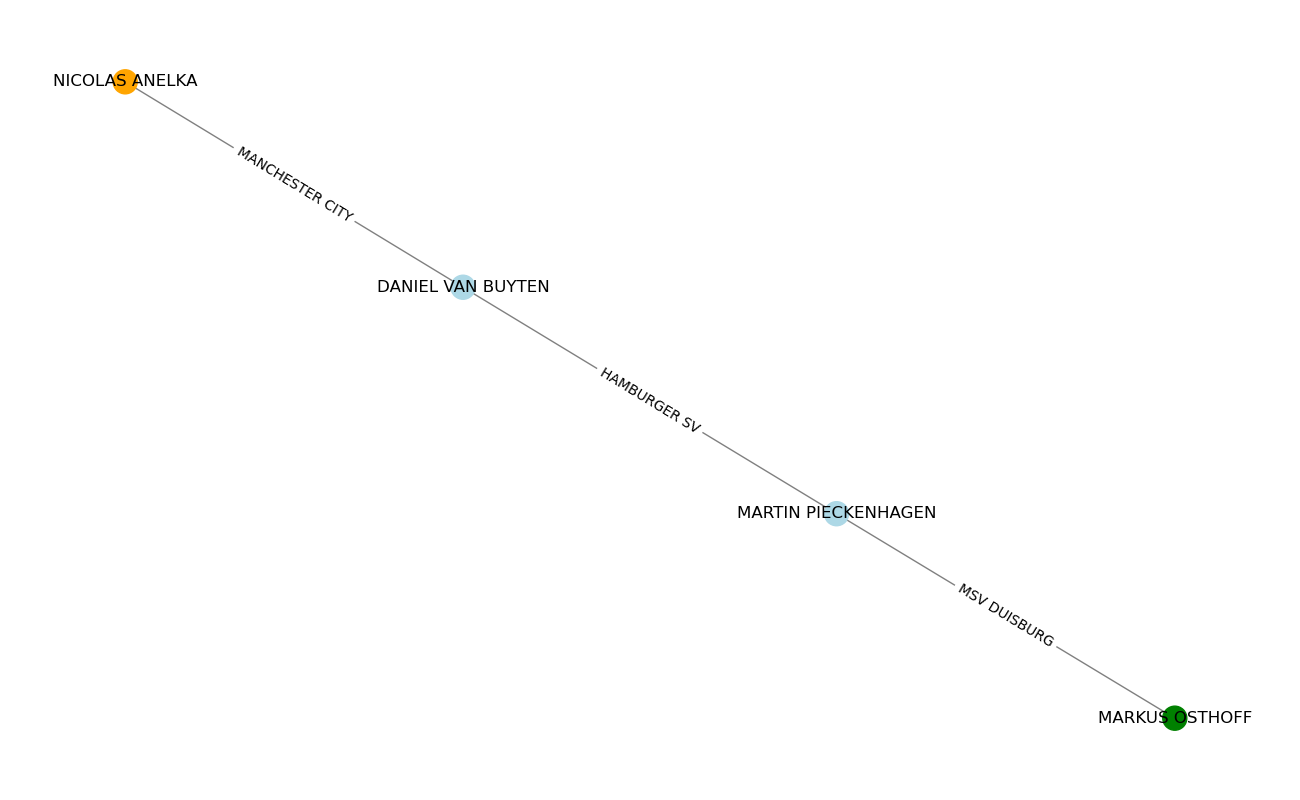 NICOLAS ANELKA
MANCHESTER CITY
DANIEL VAN BUYTEN
HAMBURGER SV
MARTIN PIECKENHAGEN
MSV DUISBURG
MARKUS OSTHOFF